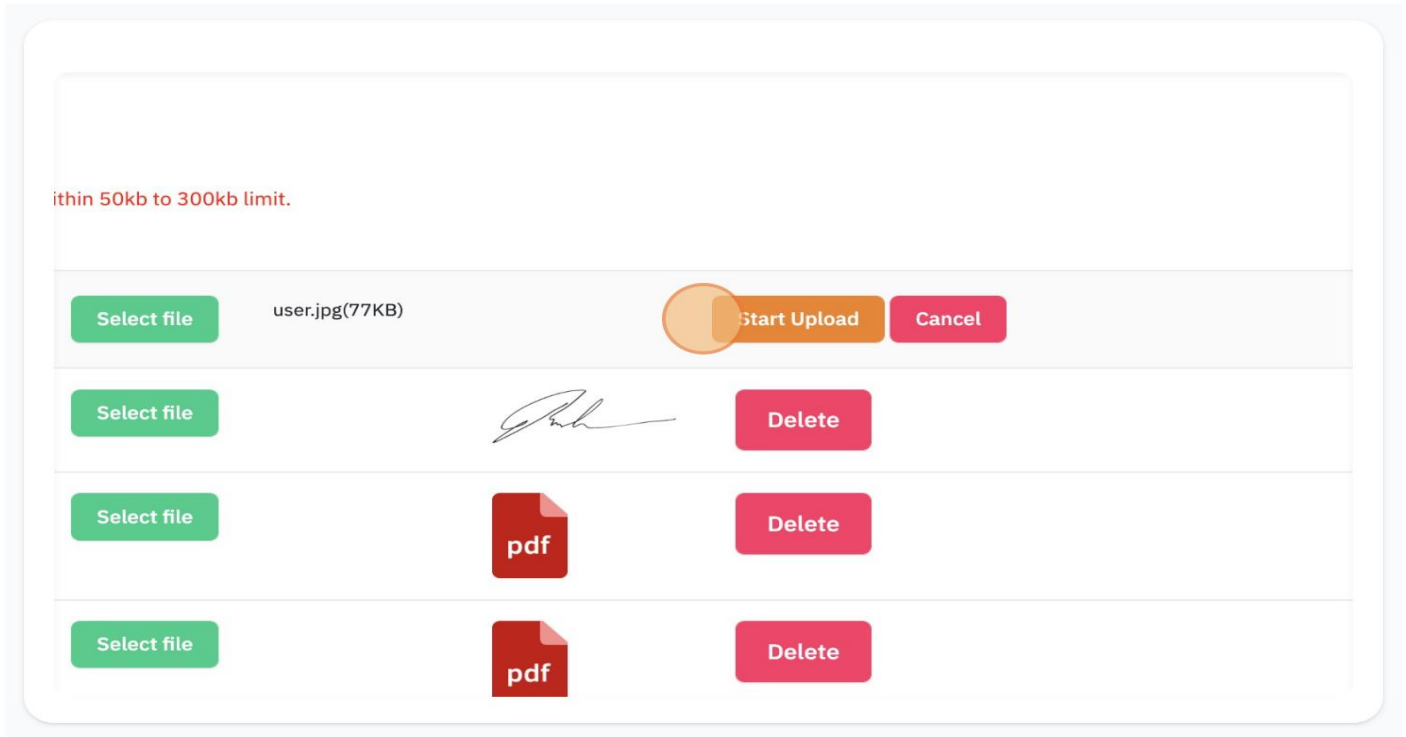 ithin 50kb to 300kb limit.
Select file user.jpg(77KB) Start Upload Cancel
Select file Delete
Select file pdf Delete
Select file pdf Delete